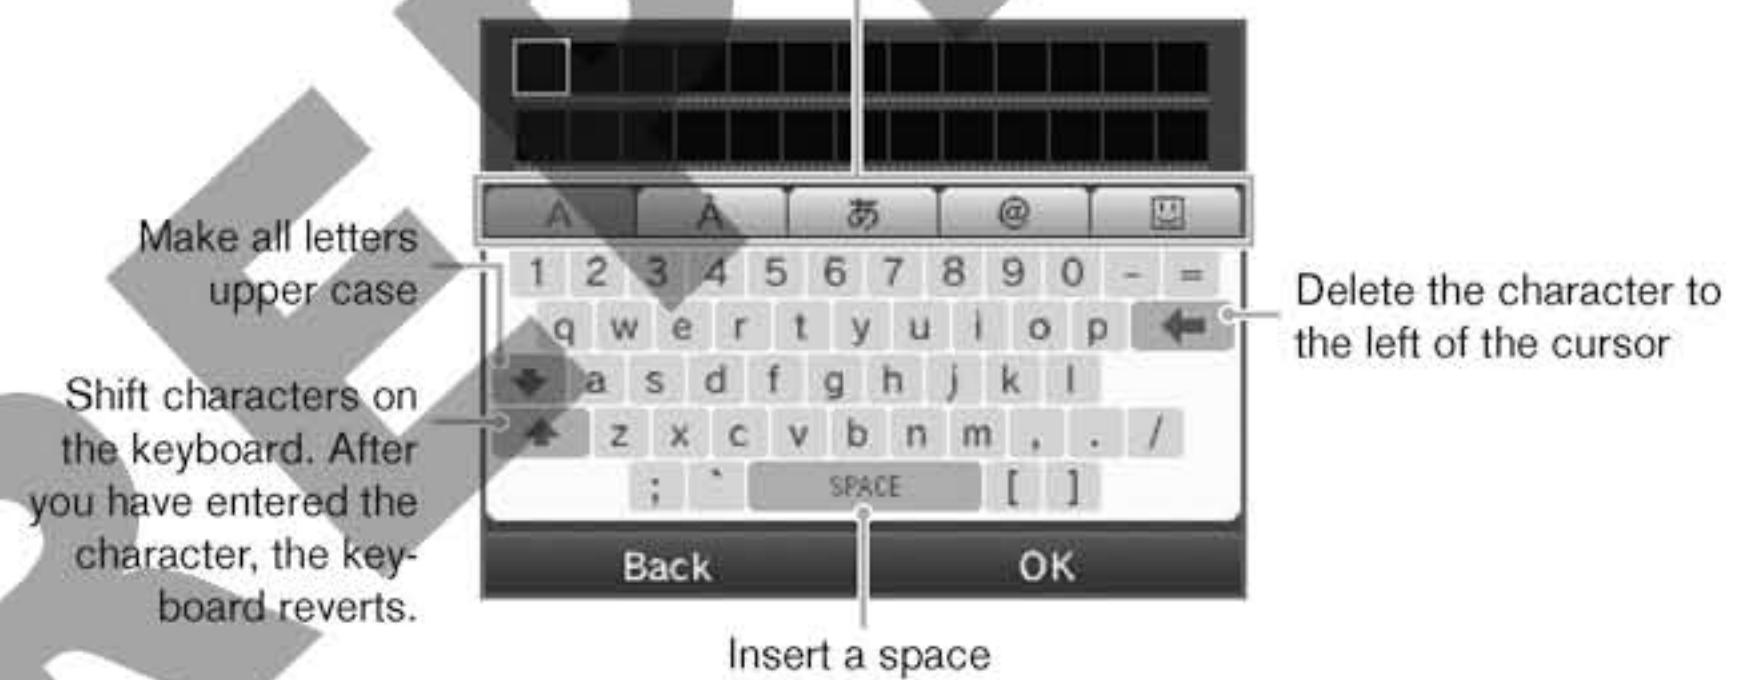 A À あ @
Make all letters
upper case
1 2 3 4 5 6 7 8 9 0 - =
q w e r t y u i o p
a s d f g h j k l
Shift characters on
the keyboard. After
you have entered the
character, the key-
board reverts.
z x c v b n m , . /
; ` SPACE [ ]
Delete the character to
the left of the cursor
Back OK
Insert a space